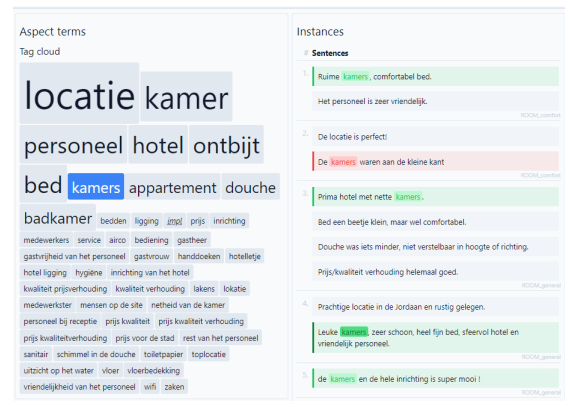 Aspect terms
Tag cloud
locatie kamer
personeel hotel ontbijt
bed kamers appartement douche
badkamer bedden ligging impl prijs inrichting
medewerkers service airco bediening gastheer
gastvrijheid van het personeel gastvrouw handdoeken hotelletje
hotel ligging hygiëne inrichting van het hotel
kwaliteit prijsverhouding kwaliteit verhouding lakens lokatie
medewerkster mensen op de site netheid van de kamer
personeel bij receptie prijs kwaliteit prijs kwaliteit verhouding
prijs kwaliteitverhouding prijs voor de stad rest van het personeel
sanitair schimmel in de douche toiletpapier toplocatie
uitzicht op het water vloer vloerbedekking
vriendelijkheid van het personeel wifi zaken
Instances
# Sentences
1. Ruime kamers, comfortabel bed.
Het personeel is zeer vriendelijk.
ROOM_comfort
2. De locatie is perfect!
De kamers waren aan de kleine kant
ROOM_comfort
3. Prima hotel met nette kamers.
Bed een beetje klein, maar wel comfortabel.
Douche was iets minder, niet verstelbaar in hoogte of richting.
Prijs/kwaliteit verhouding helemaal goed.
ROOM_general
4. Prachtige locatie in de Jordaan en rustig gelegen.
Leuke kamers, zeer schoon, heel fijn bed, sfeervol hotel en
vriendelijk personeel.
ROOM_general
5. de kamers en de hele inrichting is super mooi !
ROOM_general